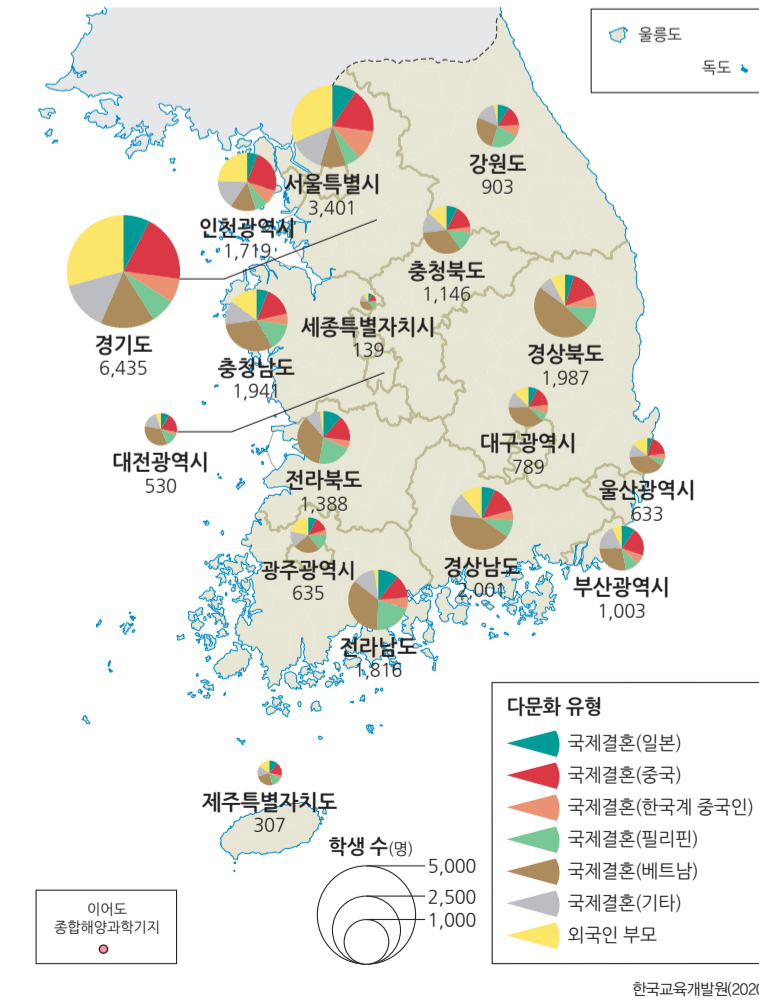 울릉도
독도
서울특별시
3,401
강원도
903
인천광역시
1,719
충청북도
1,146
경기도
6,435
세종특별자치시
139
충청남도
1,941
경상북도
1,987
대전광역시
530
대구광역시
789
전라북도
1,388
울산광역시
633
광주광역시
635
경상남도
2,001
부산광역시
1,003
전라남도
1,816
제주특별자치도
307
다문화 유형
국제결혼(일본)
국제결혼(중국)
국제결혼(한국계 중국인)
국제결혼(필리핀)
국제결혼(베트남)
국제결혼(기타)
외국인 부모
학생 수(명)
5,000
2,500
1,000
이어도
종합해양과학기지
한국교육개발원(2020